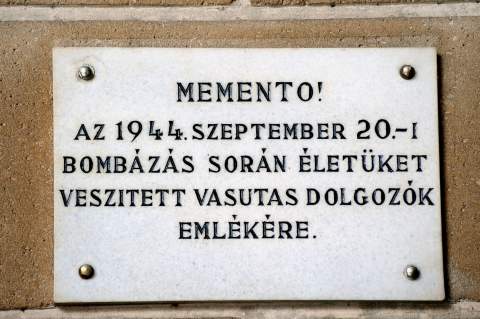 MEMENTO!
AZ 1944. SZEPTEMBER 20.-I
BOMBÁZÁS SORÁN ÉLETÜKET
VESZITETT VASUTAS DOLGOZÓK
EMLÉKÉRE.